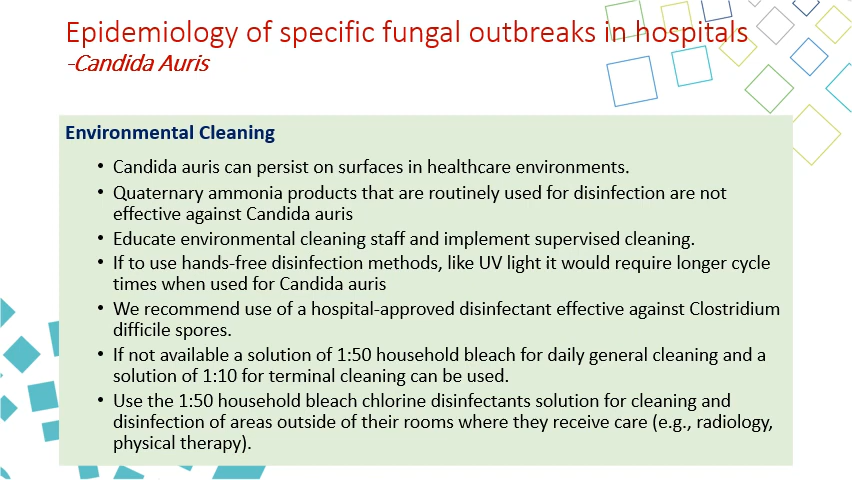 Epidemiology of specific fungal outbreaks in hospitals
-Candida Auris
Environmental Cleaning
• Candida auris can persist on surfaces in healthcare environments.
• Quaternary ammonia products that are routinely used for disinfection are not
effective against Candida auris
• Educate environmental cleaning staff and implement supervised cleaning.
• If to use hands-free disinfection methods, like UV light it would require longer cycle
times when used for Candida auris
• We recommend use of a hospital-approved disinfectant effective against Clostridium
difficile spores.
• If not available a solution of 1:50 household bleach for daily general cleaning and a
solution of 1:10 for terminal cleaning can be used.
• Use the 1:50 household bleach chlorine disinfectants solution for cleaning and
disinfection of areas outside of their rooms where they receive care (e.g., radiology,
physical therapy).